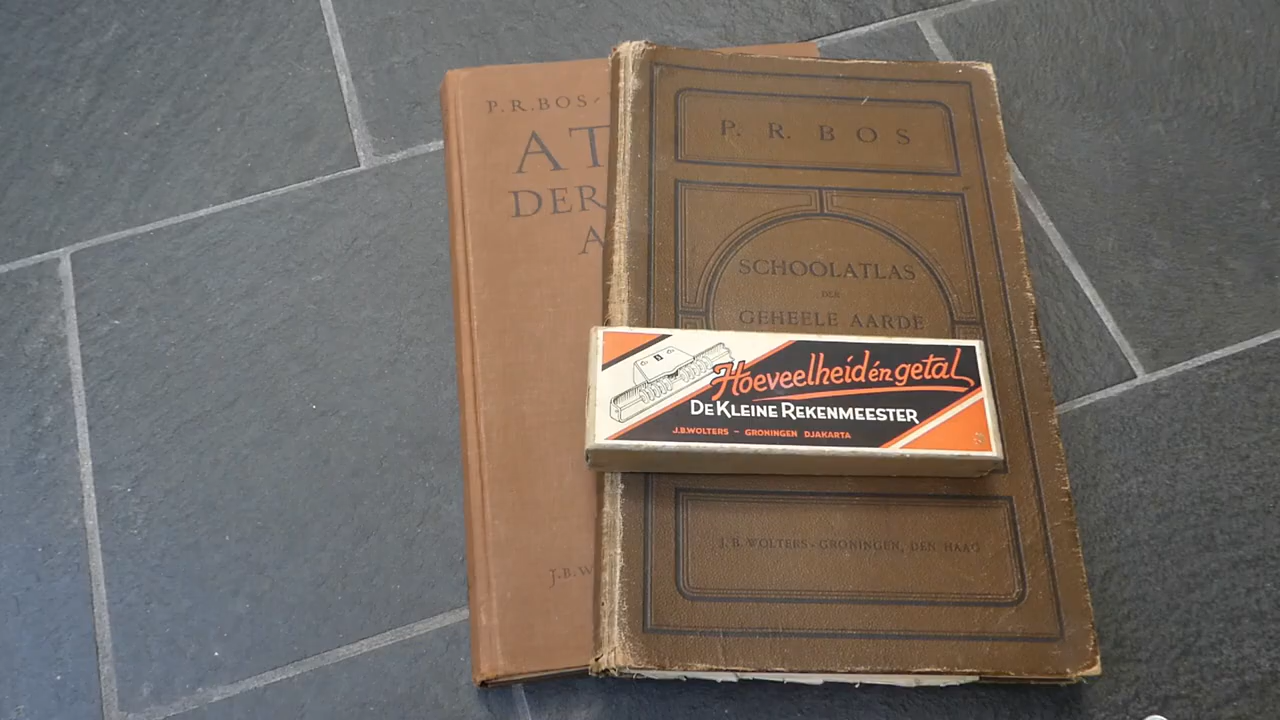 P. R. BOS-
AT
DER
A
J.B.W
P. R. BOS
SCHOOLATLAS
DER
GEHEELE AARDE
Hoeveelheid én getal
DE KLEINE REKENMEESTER
J.B.WOLTERS - GRONINGEN DJAKARTA
J. B. WOLTERS - GRONINGEN, DEN HAAG